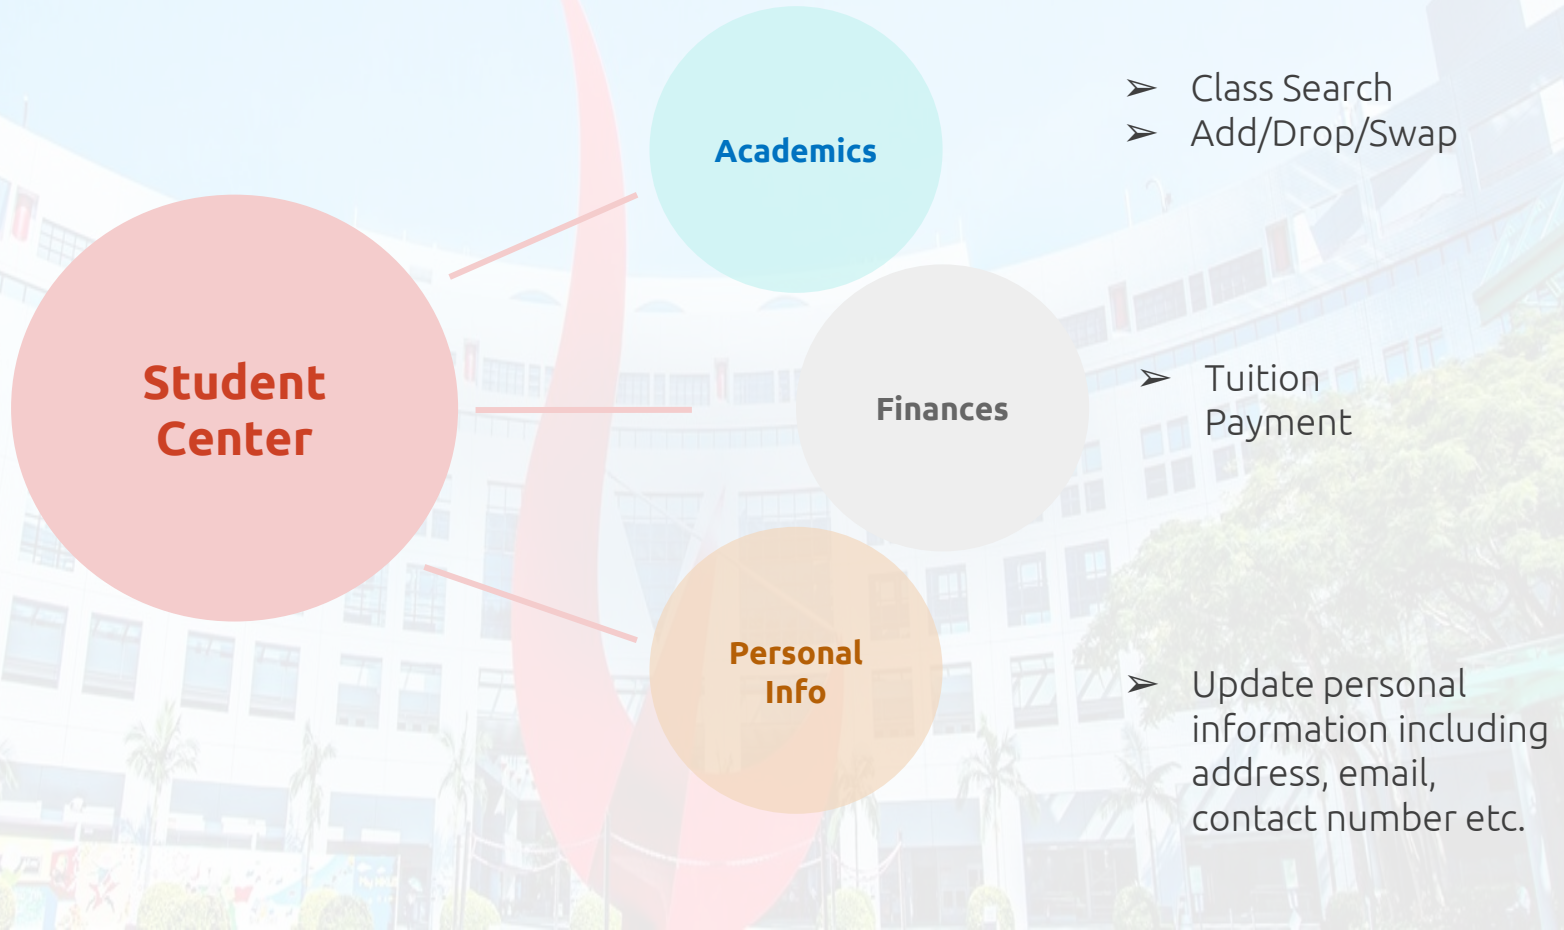 Student
Center
Academics
➢ Class Search
➢ Add/Drop/Swap
Finances
➢ Tuition
Payment
Personal
Info
➢ Update personal
information including
address, email,
contact number etc.